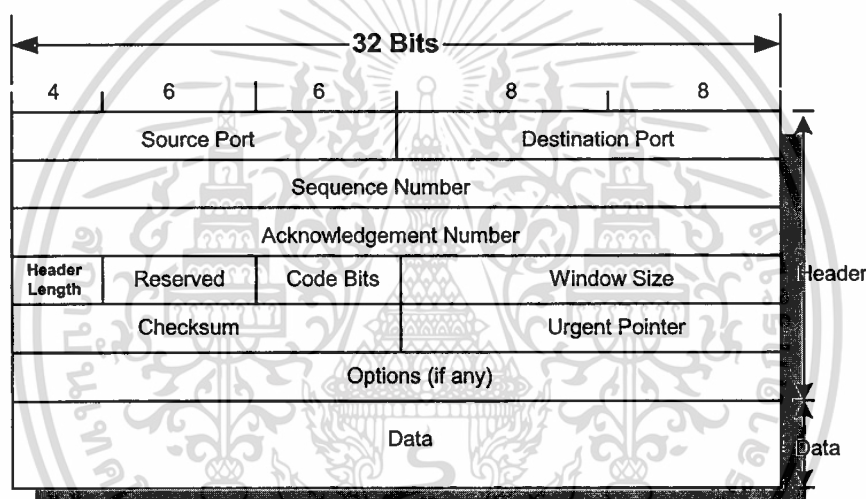 32 Bits
4 6 6 8 8
Source Port Destination Port
Sequence Number
Acknowledgement Number
Header Length Reserved Code Bits Window Size
Header
Checksum Urgent Pointer
Options (if any)
Data
Data